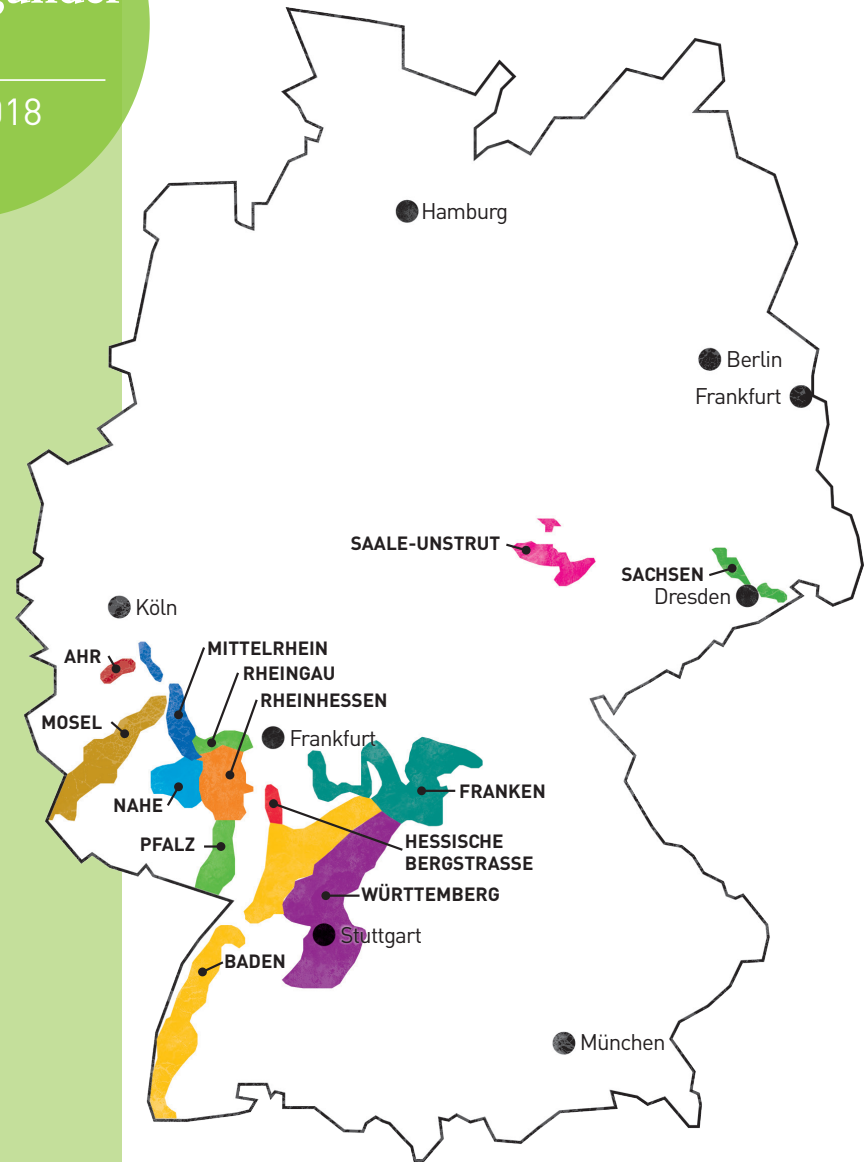 018
Hamburg
Berlin
Frankfurt
SAALE-UNSTRUT
SACHSEN
Dresden
Köln
MITTELRHEIN
AHR
RHEINGAU
RHEINHESSEN
MOSEL
Frankfurt
NAHE
FRANKEN
PFALZ
HESSISCHE
BERGSTRASSE
WÜRTTEMBERG
Stuttgart
BADEN
München